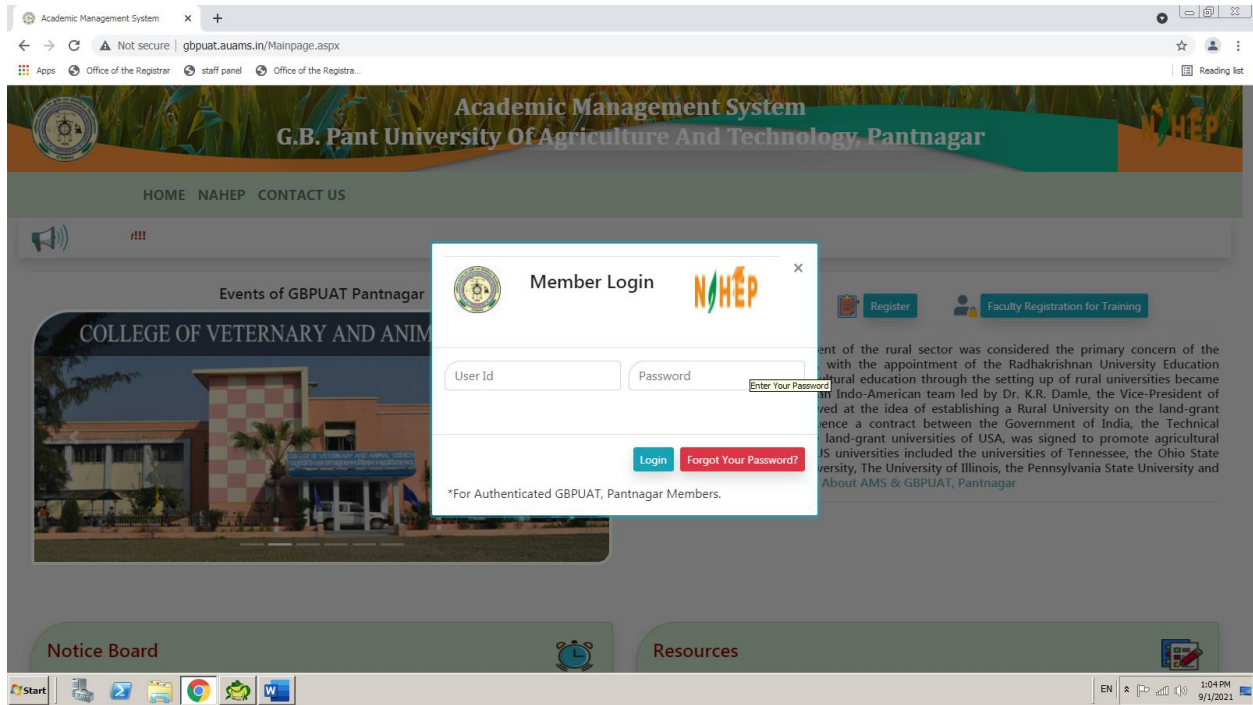 Academic Management System
Not secure | gbpuat.auams.in/Mainpage.aspx
Apps Office of the Registrar staff panel Office of the Registra... Reading list
Academic Management System
G.B. Pant University Of Agriculture And Technology, Pantnagar
NAHEP
HOME NAHEP CONTACT US
r!!!
Events of GBPUAT Pantnagar
COLLEGE OF VETERNARY AND ANIM
Member Login
NAHEP
×
User Id
Password
Enter Your Password
Login Forgot Your Password?
*For Authenticated GBPUAT, Pantnagar Members.
Register Faculty Registration for Training
ent of the rural sector was considered the primary concern of the
with the appointment of the Radhakrishnan University Education
ultural education through the setting up of rural universities became
an Indo-American team led by Dr. K.R. Damle, the Vice-President of
ved at the idea of establishing a Rural University on the land-grant
uence a contract between the Government of India, the Technical
land-grant universities of USA, was signed to promote agricultural
US universities included the universities of Tennessee, the Ohio State
versity, The University of Illinois, the Pennsylvania State University and
About AMS & GBPUAT, Pantnagar
Notice Board
Resources
Start
EN
1:04 PM
9/1/2021